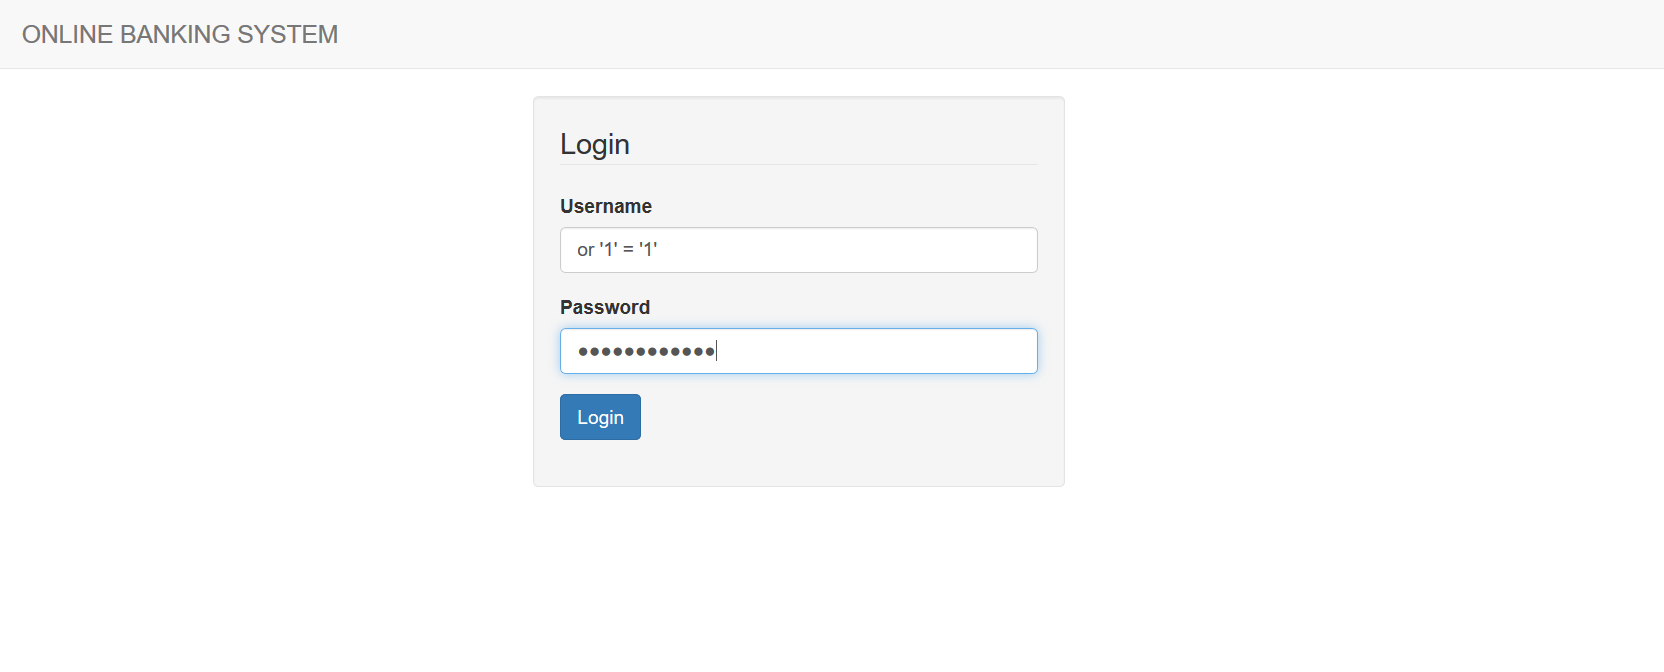 ONLINE BANKING SYSTEM
Login
Username
or '1' = '1'
Password
••••••••••••
Login